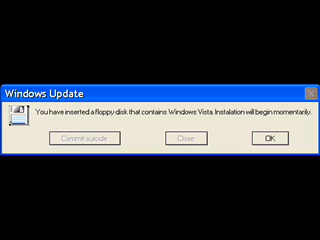 Windows Update
You have inserted a floppy disk that contains Windows Vista. Instalation will begin momentarily.
Commit suicide
Close
OK